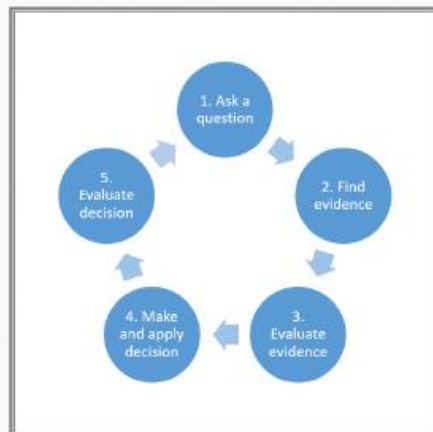 1. Ask a
question
2. Find
evidence
3.
Evaluate
evidence
4. Make
and apply
decision
5.
Evaluate
decision